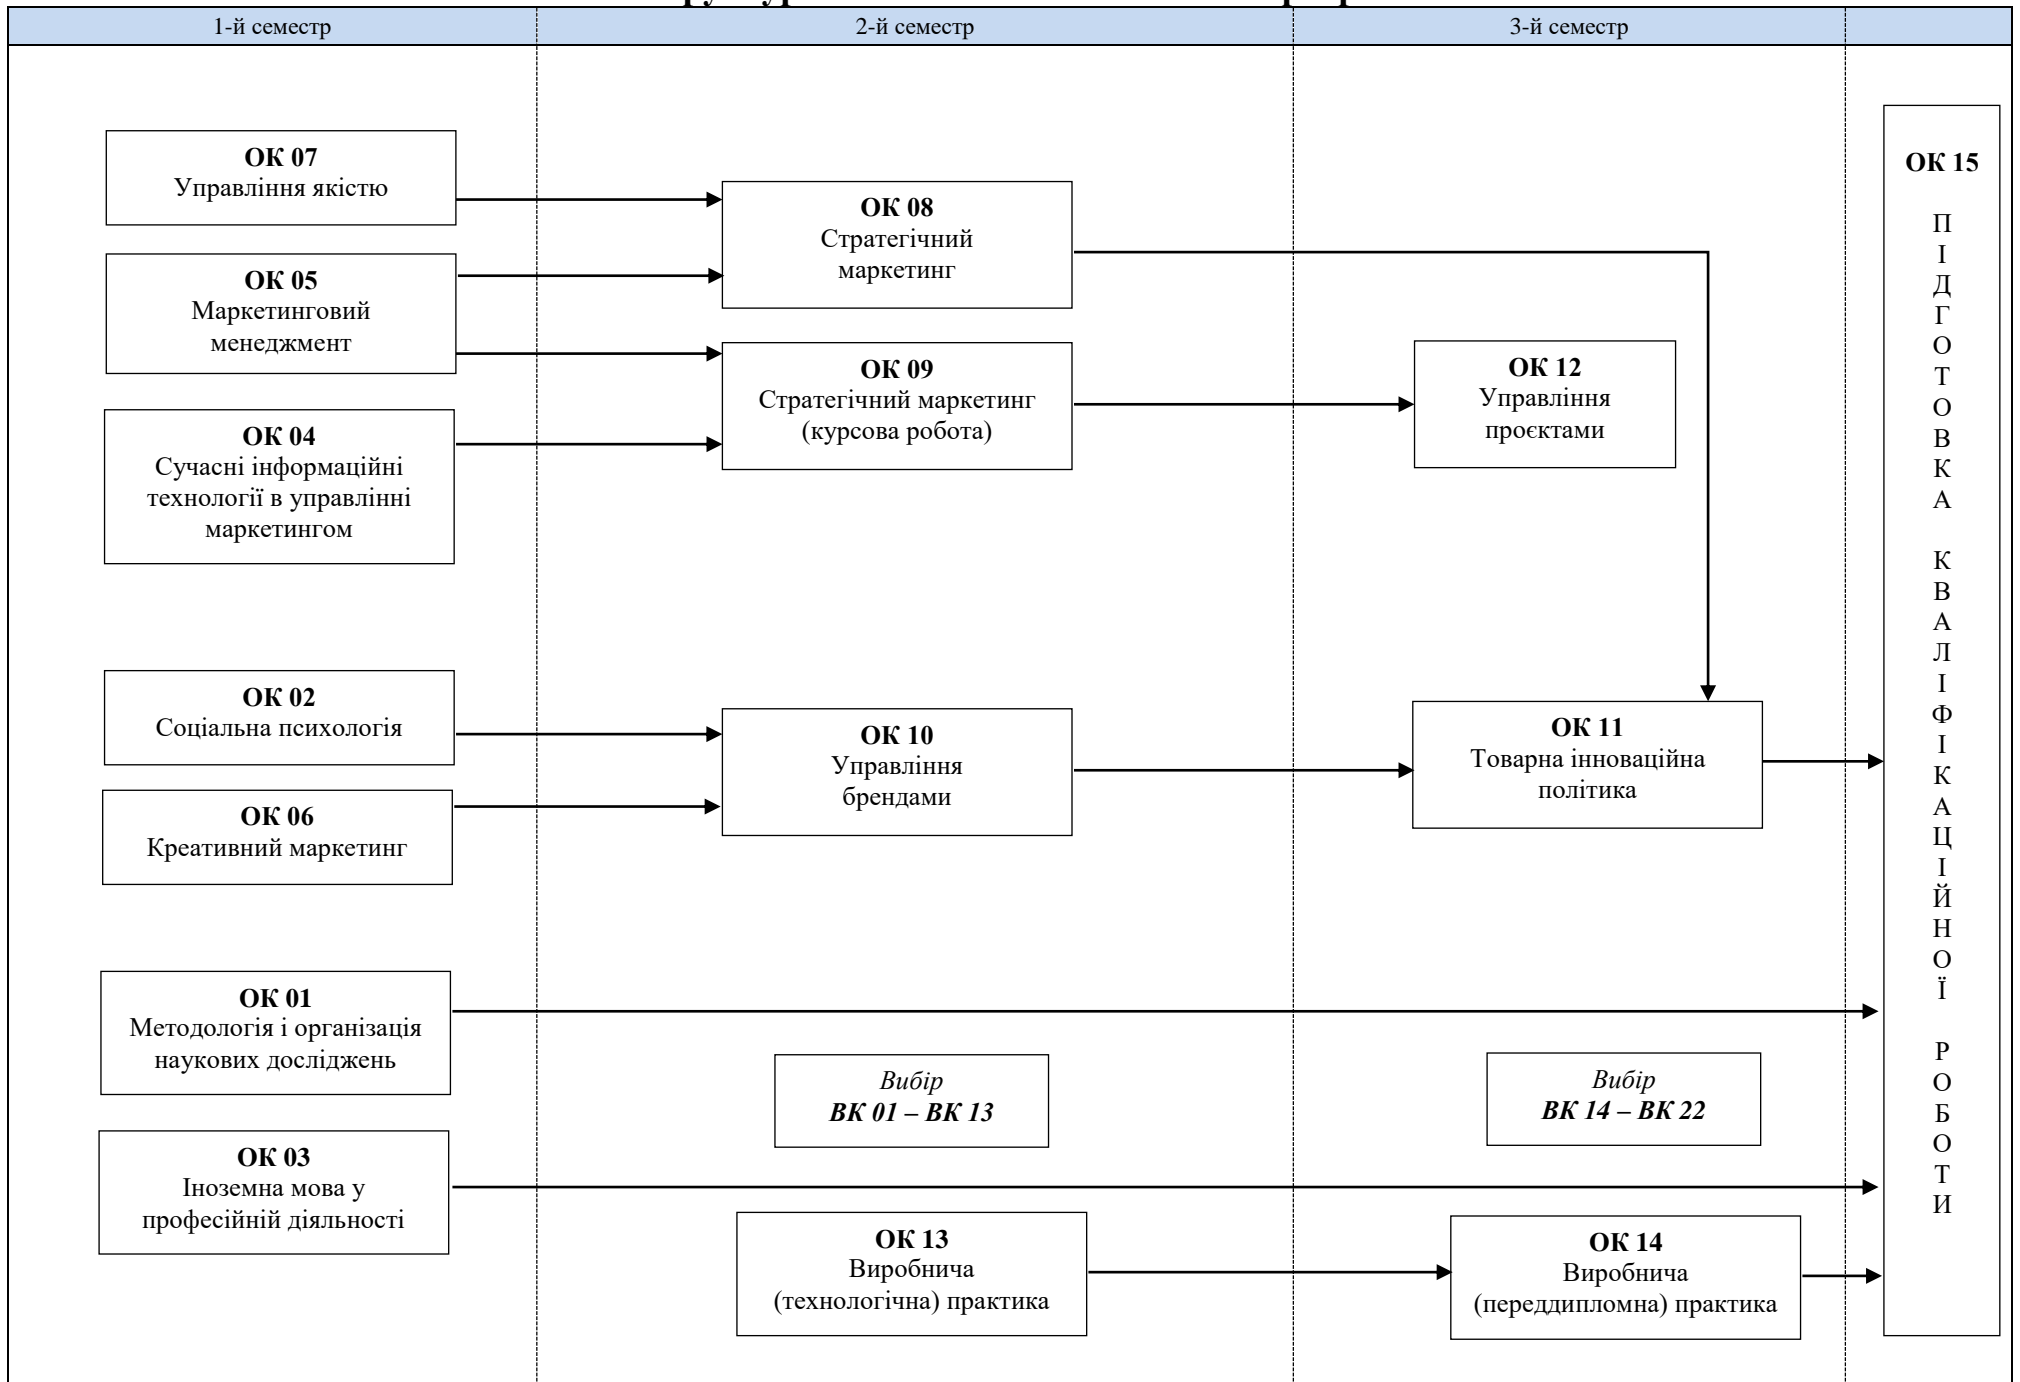 1-й семестр
2-й семестр
3-й семестр
ОК 07
Управління якістю
ОК 05
Маркетинговий
менеджмент
ОК 04
Сучасні інформаційні
технології в управлінні
маркетингом
ОК 02
Соціальна психологія
ОК 06
Креативний маркетинг
ОК 01
Методологія і організація
наукових досліджень
ОК 03
Іноземна мова у
професійній діяльності
ОК 08
Стратегічний
маркетинг
ОК 09
Стратегічний маркетинг
(курсова робота)
ОК 10
Управління
брендами
Вибір
ВК 01 – ВК 13
ОК 13
Виробнича
(технологічна) практика
ОК 12
Управління
проєктами
ОК 11
Товарна інноваційна
політика
Вибір
ВК 14 – ВК 22
ОК 14
Виробнича
(переддипломна) практика
ОК 15
ПІДГОТОВКА
КВАЛІФІКАЦІЙНОЇ
РОБОТИ